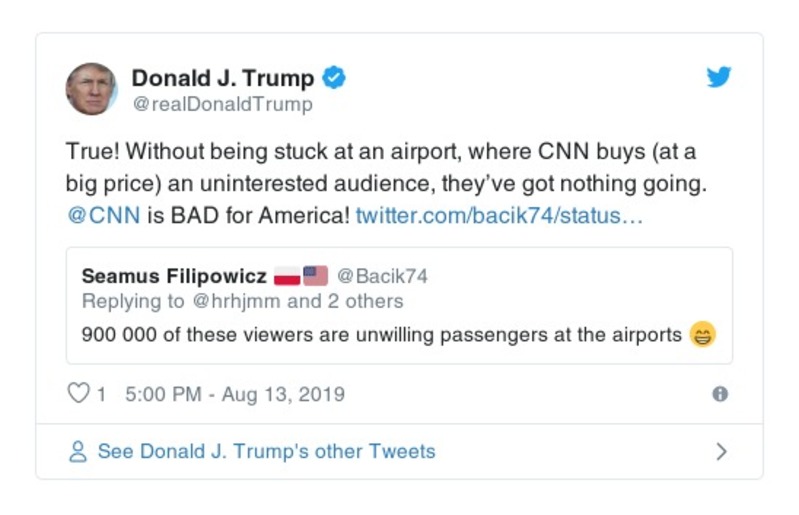 Donald J. Trump
@realDonaldTrump
True! Without being stuck at an airport, where CNN buys (at a
big price) an uninterested audience, they’ve got nothing going.
@CNN is BAD for America! twitter.com/bacik74/status…
Seamus Filipowicz 🇵🇱🇺🇸 @Bacik74
Replying to @hrhjmm and 2 others
900 000 of these viewers are unwilling passengers at the airports 😄
1 5:00 PM - Aug 13, 2019
See Donald J. Trump's other Tweets